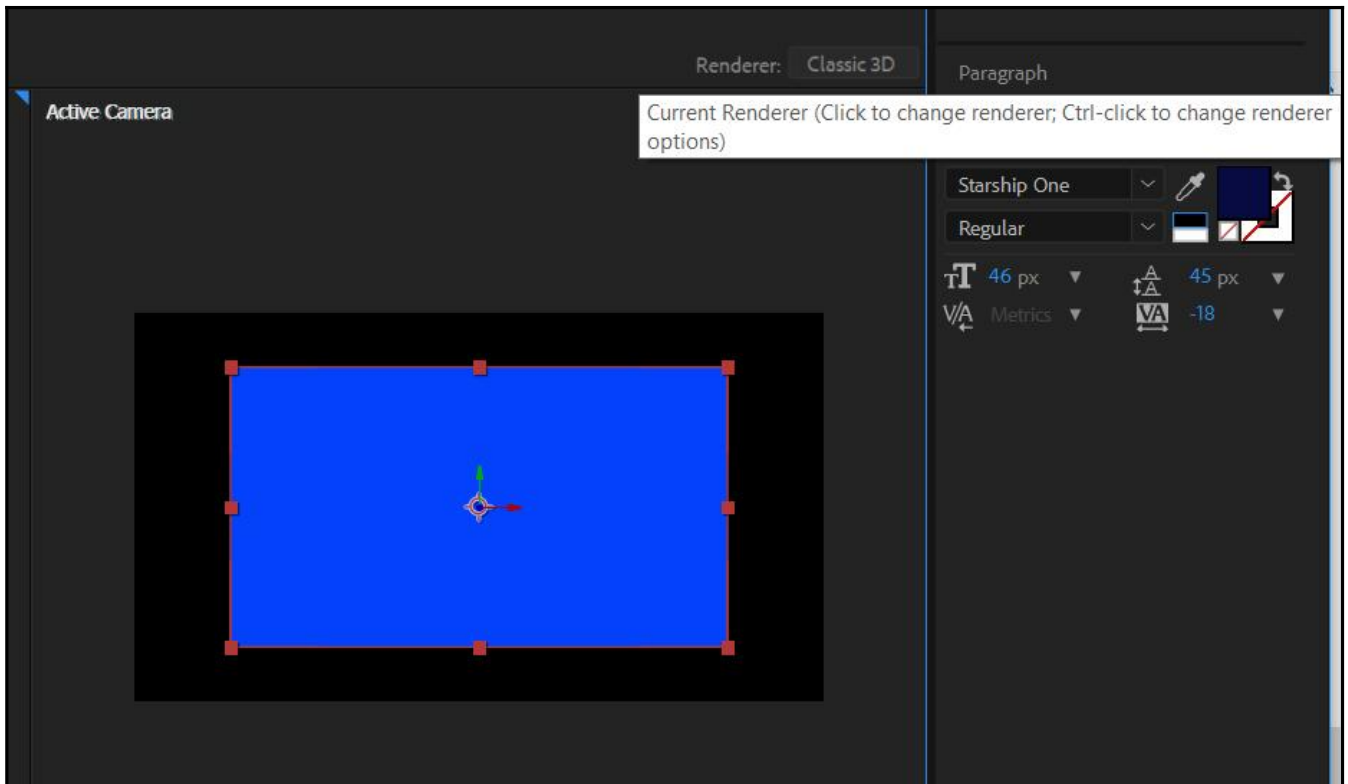 Renderer: Classic 3D
Paragraph
Active Camera
Current Renderer (Click to change renderer; Ctrl-click to change renderer
options)
Starship One
Regular
46 px
45 px
Metrics
-18